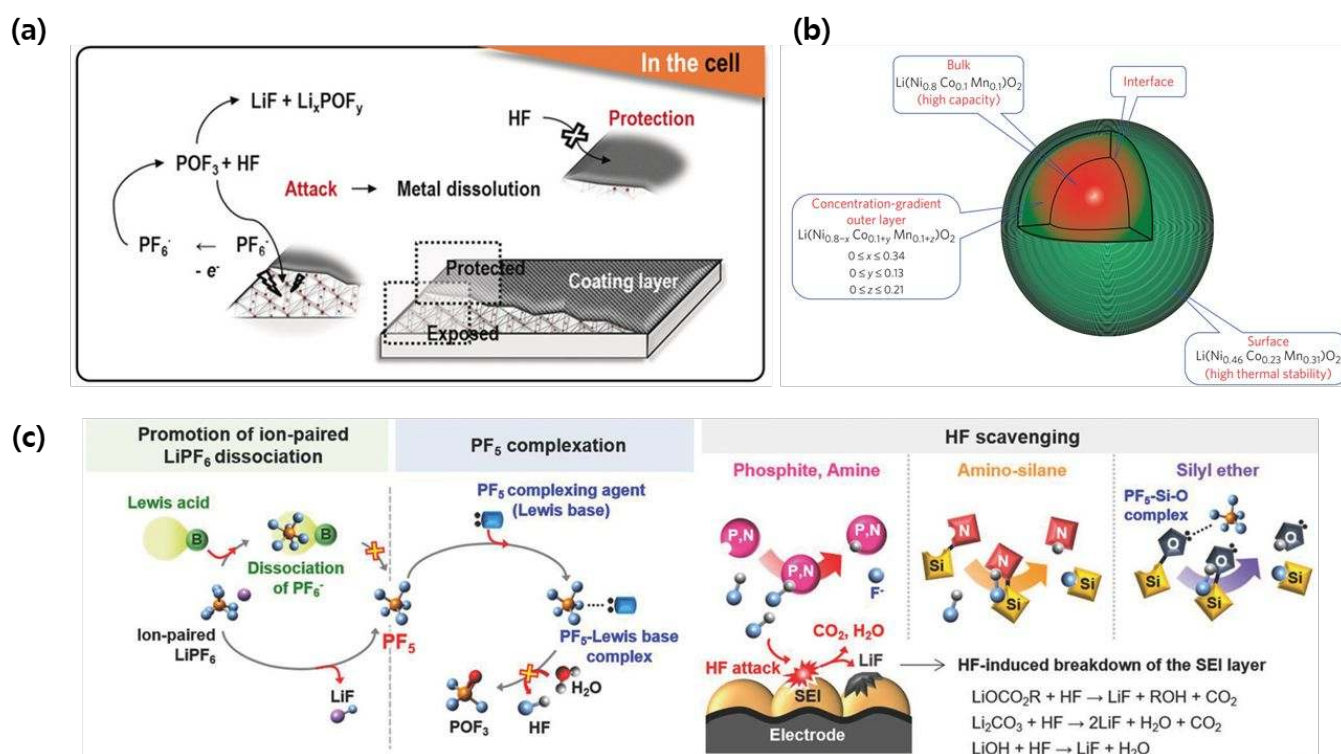 (a)
In the cell
LiF + LiₓPOFᵧ
POF₃ + HF
PF₆· ← PF₆⁻
- e⁻
Attack → Metal dissolution
HF
Protection
Protected
Exposed
Coating layer
(b)
Bulk
Li(Ni₀.₈ Co₀.₁ Mn₀.₁)O₂
(high capacity)
Interface
Concentration-gradient
outer layer
Li(Ni₀.₈₋ₓ Co₀.₁₊ᵧ Mn₀.₁₊z)O₂
0 ≤ x ≤ 0.34
0 ≤ y ≤ 0.13
0 ≤ z ≤ 0.21
Surface
Li(Ni₀.₄₆ Co₀.₂₃ Mn₀.₃₁)O₂
(high thermal stability)
(c)
Promotion of ion-paired
LiPF₆ dissociation
Lewis acid
B
B
Dissociation
of PF₆⁻
Ion-paired
LiPF₆
LiF
PF₅
PF₅ complexation
PF₅ complexing agent
(Lewis base)
PF₅-Lewis base
complex
H₂O
POF₃
HF
HF scavenging
Phosphite, Amine
P,N
P,N
P,N
F⁻
Amino-silane
N
Si
N
Si
N
Si
Silyl ether
PF₅-Si-O
complex
O
Si
O
Si
O
Si
CO₂, H₂O
HF attack
LiF
SEI
Electrode
HF-induced breakdown of the SEI layer
LiOCO₂R + HF → LiF + ROH + CO₂
Li₂CO₃ + HF → 2LiF + H₂O + CO₂
LiOH + HF → LiF + H₂O